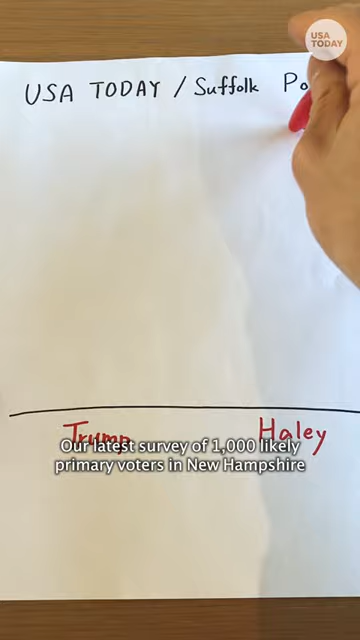 USA
TODAY
USA TODAY / Suffolk Po
Trump Haley
Our latest survey of 1,000 likely
primary voters in New Hampshire